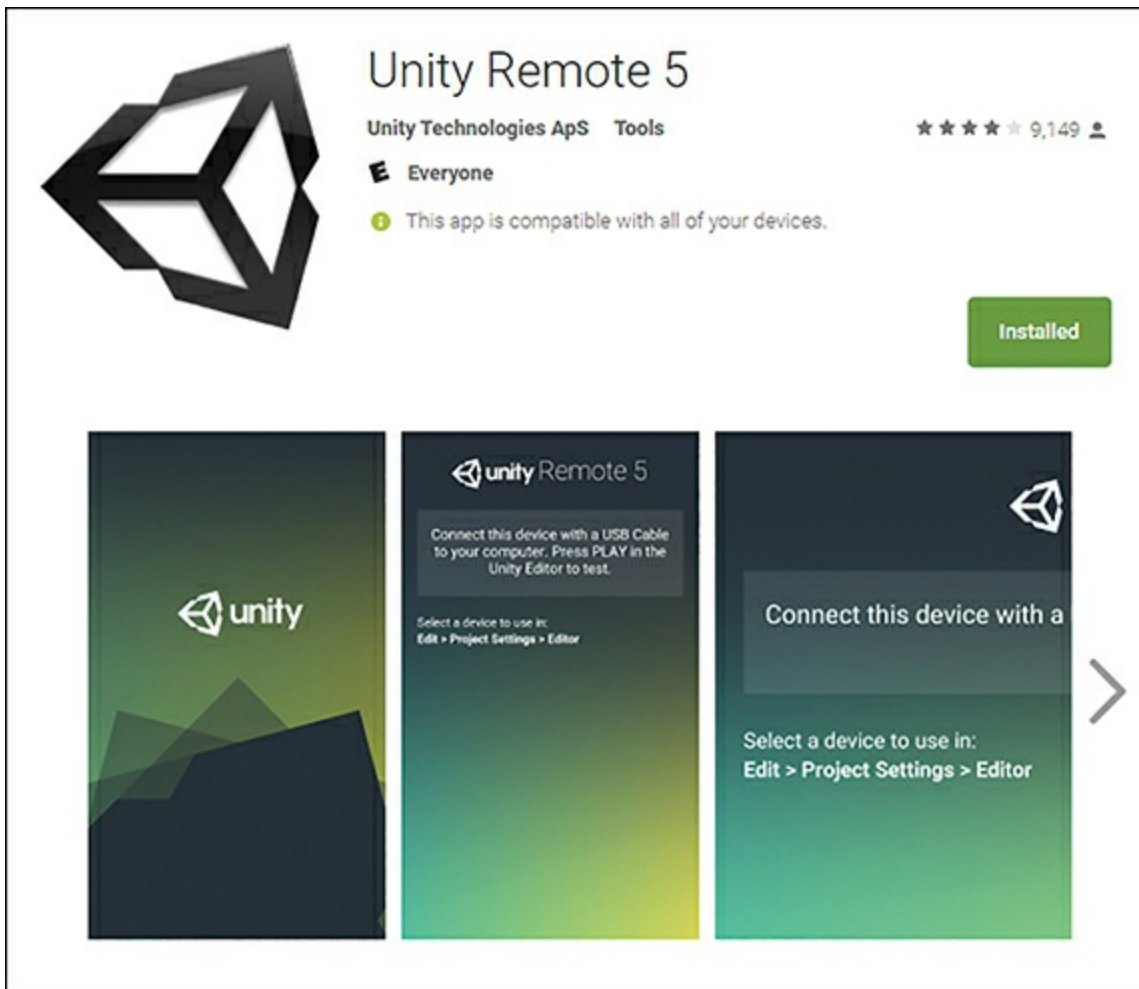 Unity Remote 5
Unity Technologies ApS Tools
9,149
E Everyone
This app is compatible with all of your devices.
Installed
unity
unity Remote 5
Connect this device with a USB Cable
to your computer. Press PLAY in the
Unity Editor to test.
Select a device to use in:
Edit > Project Settings > Editor
Connect this device with a
Select a device to use in:
Edit > Project Settings > Editor